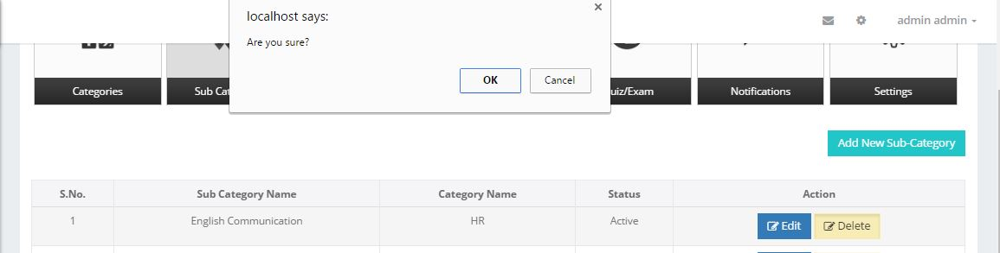 localhost says:
Are you sure?
OK Cancel
admin admin
Categories
Sub Cat
uiz/Exam
Notifications
Settings
Add New Sub-Category
S.No. Sub Category Name Category Name Status Action
1 English Communication HR Active Edit Delete